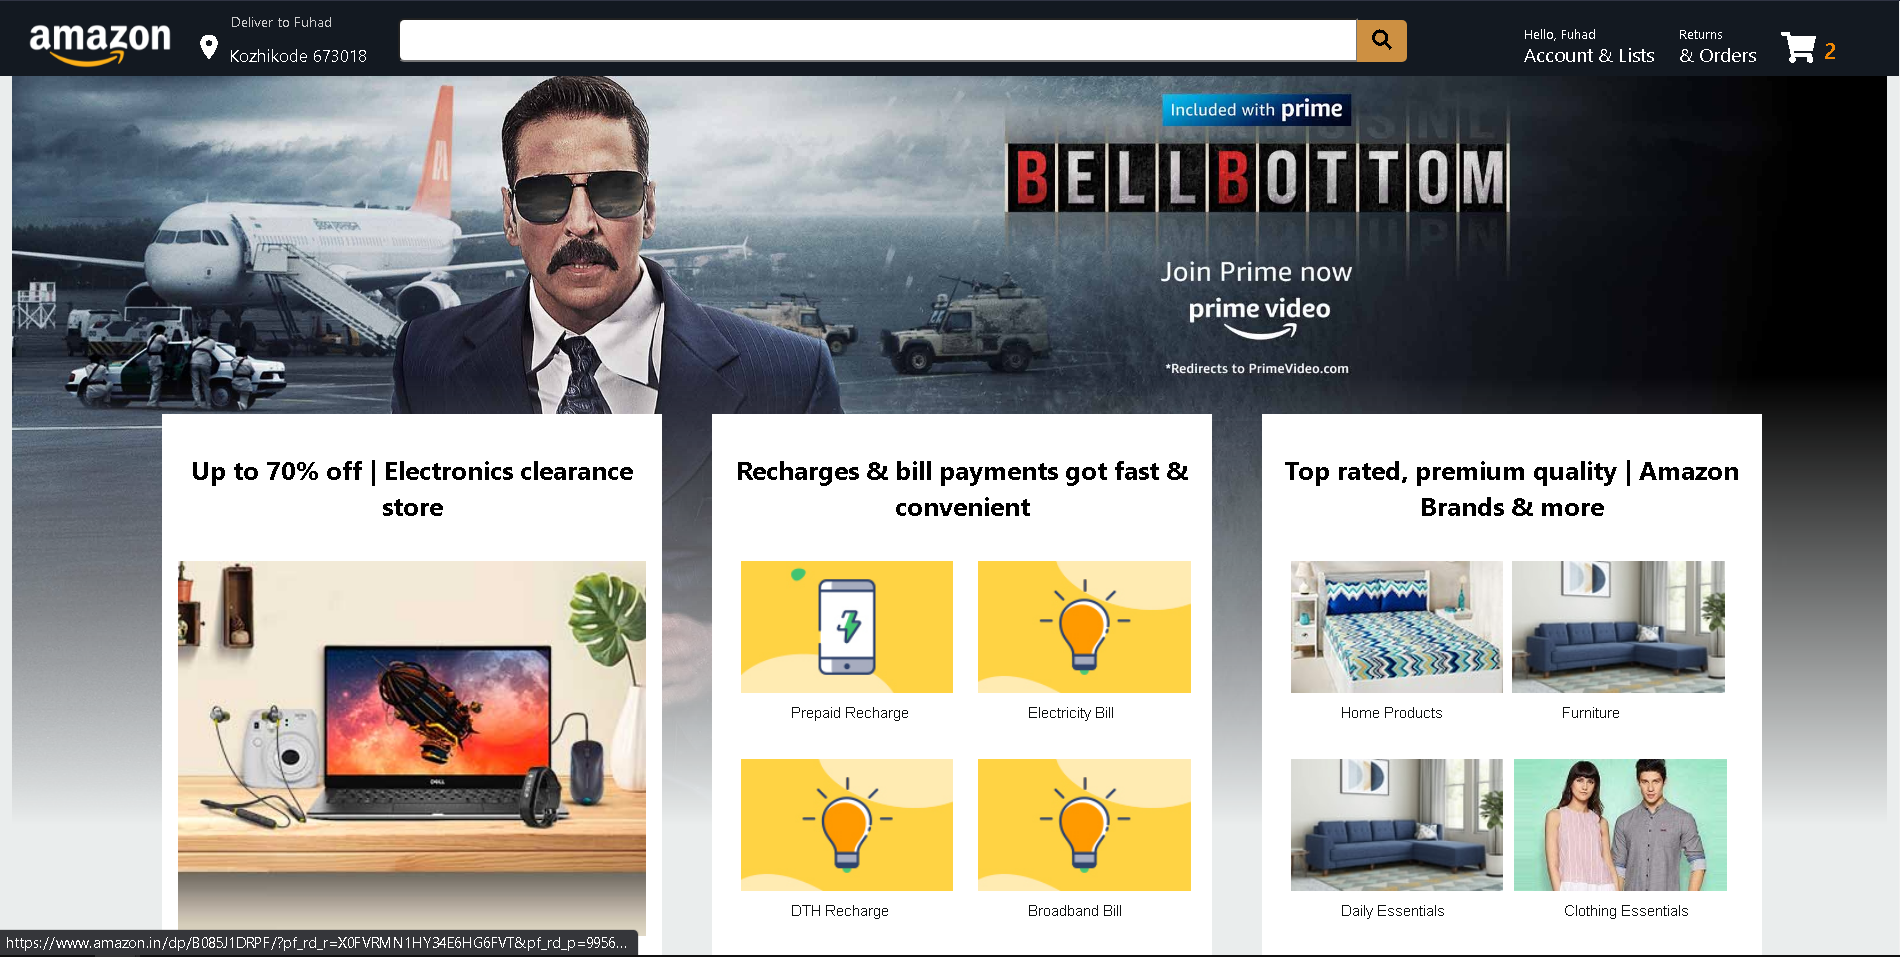 amazon
Deliver to Fuhad
Kozhikode 673018
Hello, Fuhad
Account & Lists
Returns
& Orders
2
Included with prime
BELLBOTTOM
Join Prime now
prime video
*Redirects to PrimeVideo.com
Up to 70% off | Electronics clearance
store
DELL
Recharges & bill payments got fast &
convenient
Prepaid Recharge
Electricity Bill
DTH Recharge
Broadband Bill
Top rated, premium quality | Amazon
Brands & more
Home Products
Furniture
Daily Essentials
Clothing Essentials
https://www.amazon.in/dp/B085J1DRPF/?pf_rd_r=X0FVRMN1HY34E6HG6FVT&pf_rd_p=9956...